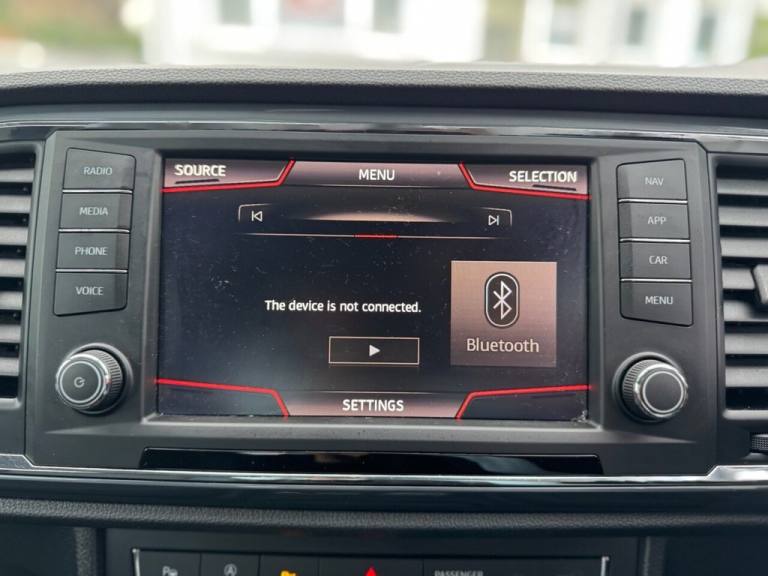 RADIO
MEDIA
PHONE
VOICE
SOURCE
MENU
SELECTION
The device is not connected.
Bluetooth
SETTINGS
NAV
APP
CAR
MENU
PASSENGER